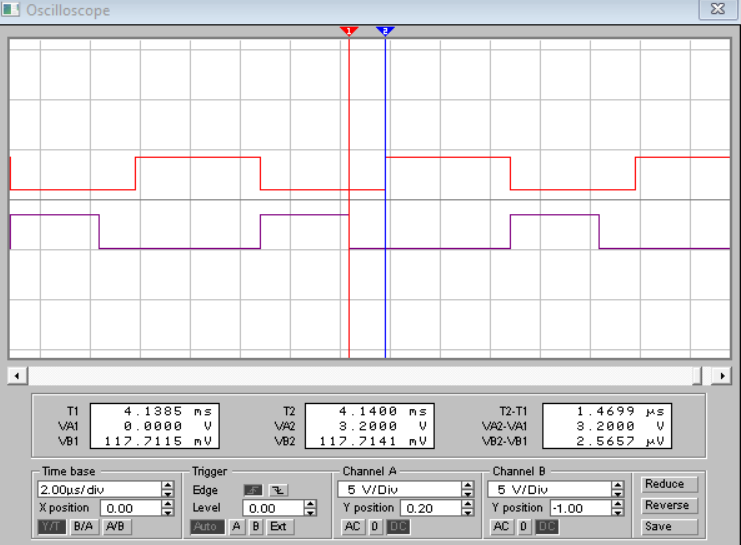 Oscilloscope
1 2
T1 4.1385 ms T2 4.1400 ms T2-T1 1.4699 µs
VA1 0.0000 V VA2 3.2000 V VA2-VA1 3.2000 V
VB1 117.7115 mV VB2 117.7141 mV VB2-VB1 2.5657 µV
Time base Trigger Channel A Channel B
2.00µs/div Edge 5 V/Div 5 V/Div Reduce
X position 0.00 Level 0.00 Y position 0.20 Y position -1.00 Reverse
Y/T B/A A/B Auto A B Ext AC 0 DC AC 0 DC Save